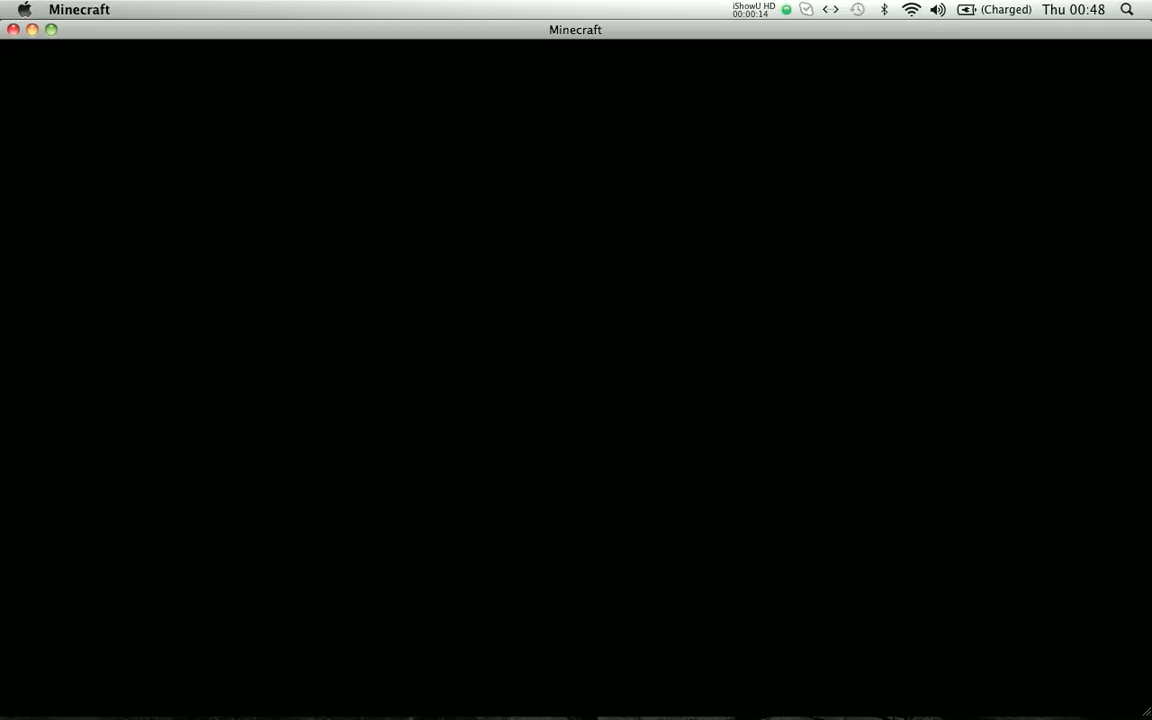 Minecraft
iShowU HD
00:00:14
(Charged)
Thu 00:48
Minecraft